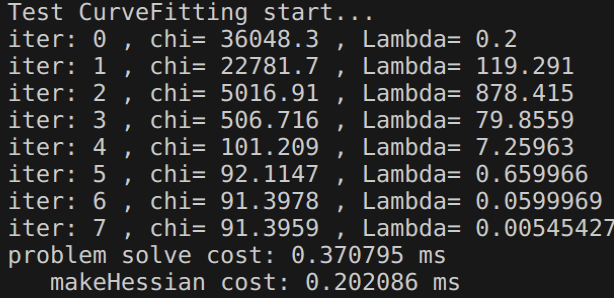 Test CurveFitting start...
iter: 0 , chi= 36048.3 , Lambda= 0.2
iter: 1 , chi= 22781.7 , Lambda= 119.291
iter: 2 , chi= 5016.91 , Lambda= 878.415
iter: 3 , chi= 506.716 , Lambda= 79.8559
iter: 4 , chi= 101.209 , Lambda= 7.25963
iter: 5 , chi= 92.1147 , Lambda= 0.659966
iter: 6 , chi= 91.3978 , Lambda= 0.0599969
iter: 7 , chi= 91.3959 , Lambda= 0.00545427
problem solve cost: 0.370795 ms
   makeHessian cost: 0.202086 ms